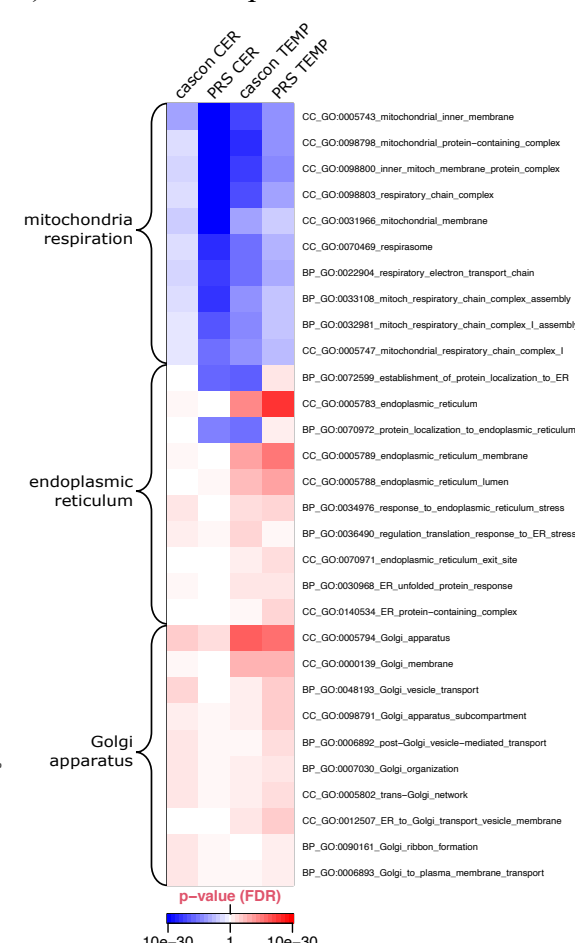 cascon CER
PRS CER
cascon TEMP
PRS TEMP
mitochondria
respiration
CC_GO:0005743_mitochondrial_inner_membrane
CC_GO:0098798_mitochondrial_protein−containing_complex
CC_GO:0098800_inner_mitoch_membrane_protein_complex
CC_GO:0098803_respiratory_chain_complex
CC_GO:0031966_mitochondrial_membrane
CC_GO:0070469_respirasome
BP_GO:0022904_respiratory_electron_transport_chain
BP_GO:0033108_mitoch_respiratory_chain_complex_assembly
BP_GO:0032981_mitoch_respiratory_chain_complex_I_assembly
CC_GO:0005747_mitochondrial_respiratory_chain_complex_I
endoplasmic
reticulum
BP_GO:0072599_establishment_of_protein_localization_to_ER
CC_GO:0005783_endoplasmic_reticulum
BP_GO:0070972_protein_localization_to_endoplasmic_reticulum
CC_GO:0005789_endoplasmic_reticulum_membrane
CC_GO:0005788_endoplasmic_reticulum_lumen
BP_GO:0034976_response_to_endoplasmic_reticulum_stress
BP_GO:0036490_regulation_translation_response_to_ER_stress
CC_GO:0070971_endoplasmic_reticulum_exit_site
BP_GO:0030968_ER_unfolded_protein_response
CC_GO:0140534_ER_protein−containing_complex
Golgi
apparatus
CC_GO:0005794_Golgi_apparatus
CC_GO:0000139_Golgi_membrane
BP_GO:0048193_Golgi_vesicle_transport
CC_GO:0098791_Golgi_apparatus_subcompartment
BP_GO:0006892_post−Golgi_vesicle−mediated_transport
BP_GO:0007030_Golgi_organization
CC_GO:0005802_trans−Golgi_network
CC_GO:0012507_ER_to_Golgi_transport_vesicle_membrane
BP_GO:0090161_Golgi_ribbon_formation
BP_GO:0006893_Golgi_to_plasma_membrane_transport
p−value (FDR)
10e−30 1 10e−30